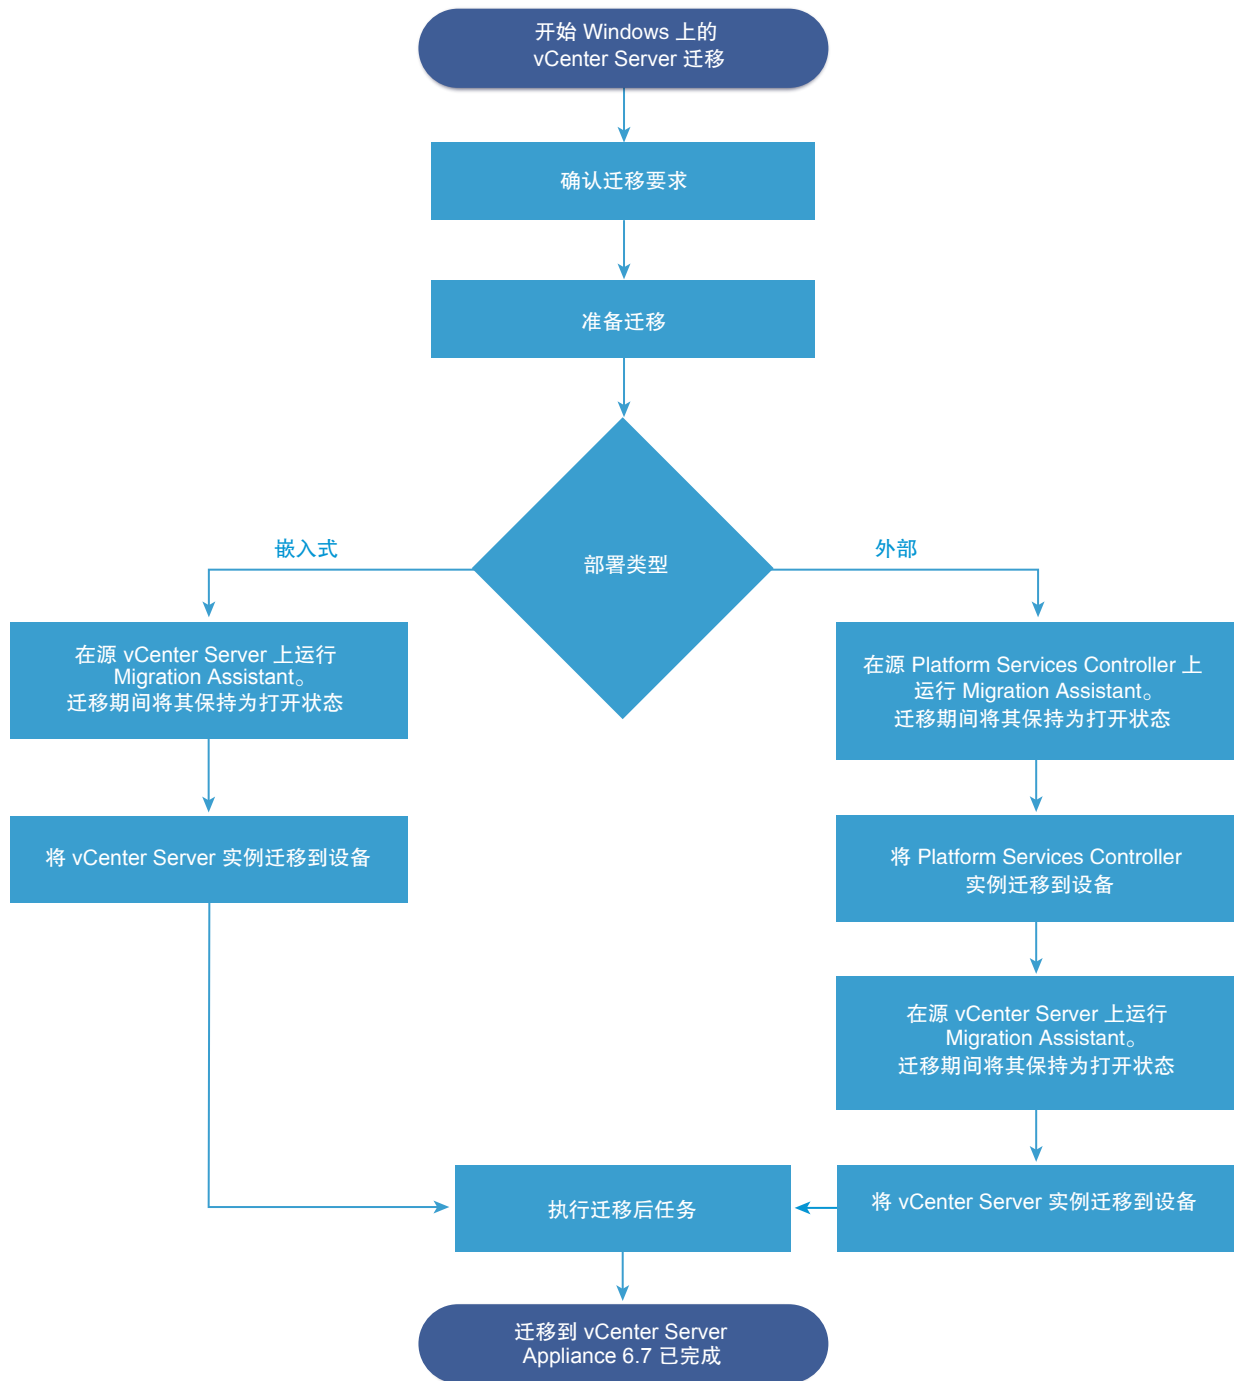 开始 Windows 上的
vCenter Server 迁移
确认迁移要求
准备迁移
部署类型
嵌入式
外部
在源 vCenter Server 上运行
Migration Assistant。
迁移期间将其保持为打开状态
将 vCenter Server 实例迁移到设备
在源 Platform Services Controller 上
运行 Migration Assistant。
迁移期间将其保持为打开状态
将 Platform Services Controller
实例迁移到设备
在源 vCenter Server 上运行
Migration Assistant。
迁移期间将其保持为打开状态
将 vCenter Server 实例迁移到设备
执行迁移后任务
迁移到 vCenter Server
Appliance 6.7 已完成